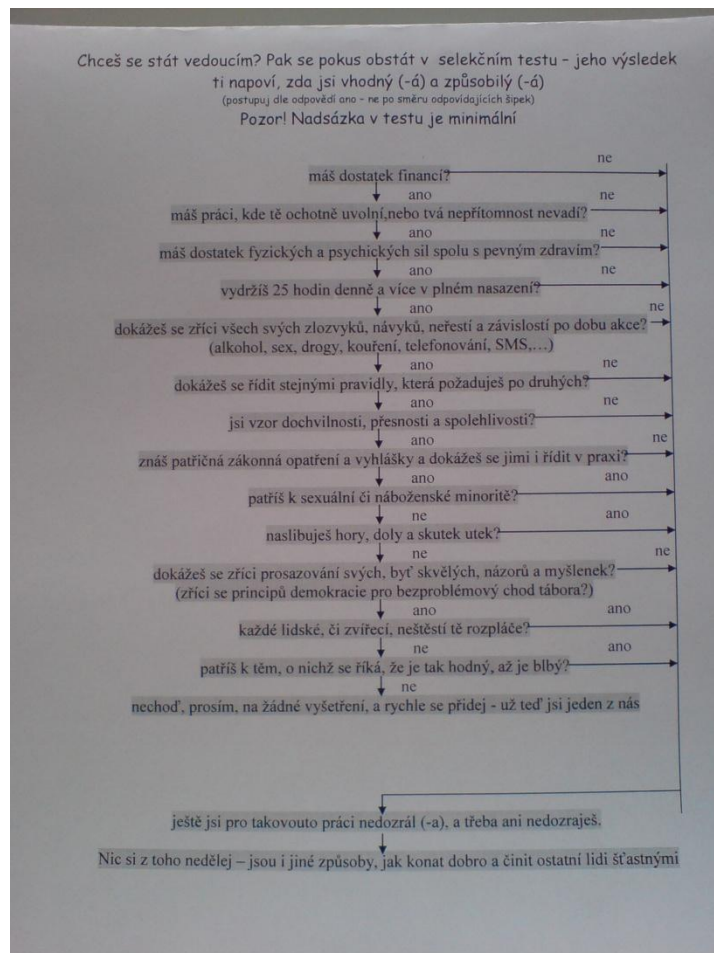 Chceš se stát vedoucím? Pak se pokus obstát v selekčním testu – jeho výsledek
ti napoví, zda jsi vhodný (-á) a způsobilý (-á)
(postupuj dle odpovědí ano – ne po směru odpovídajících šipek)
Pozor! Nadsázka v testu je minimální
ne
máš dostatek financí?
ano ne
máš práci, kde tě ochotně uvolní,nebo tvá nepřítomnost nevadí?
ano ne
máš dostatek fyzických a psychických sil spolu s pevným zdravím?
ano ne
vydržíš 25 hodin denně a více v plném nasazení?
ano ne
dokážeš se zříci všech svých zlozvyků, návyků, neřestí a závislostí po dobu akce?
(alkohol, sex, drogy, kouření, telefonování, SMS,…)
ano ne
dokážeš se řídit stejnými pravidly, která požaduješ po druhých?
ano ne
jsi vzor dochvilnosti, přesnosti a spolehlivosti?
ano ne
znáš patřičná zákonná opatření a vyhlášky a dokážeš se jimi i řídit v praxi?
ano ano
patříš k sexuální či náboženské minoritě?
ne ano
naslibuješ hory, doly a skutek utek?
ne ne
dokážeš se zříci prosazování svých, byť skvělých, názorů a myšlenek?
(zříci se principů demokracie pro bezproblémový chod tábora?)
ano ano
každé lidské, či zvířecí, neštěstí tě rozpláče?
ne ano
patříš k těm, o nichž se říká, že je tak hodný, až je blbý?
ne
nechoď, prosím, na žádné vyšetření, a rychle se přidej - už teď jsi jeden z nás
ještě jsi pro takovouto práci nedozrál (-a), a třeba ani nedozraješ.
Nic si z toho nedělej – jsou i jiné způsoby, jak konat dobro a činit ostatní lidi šťastnými